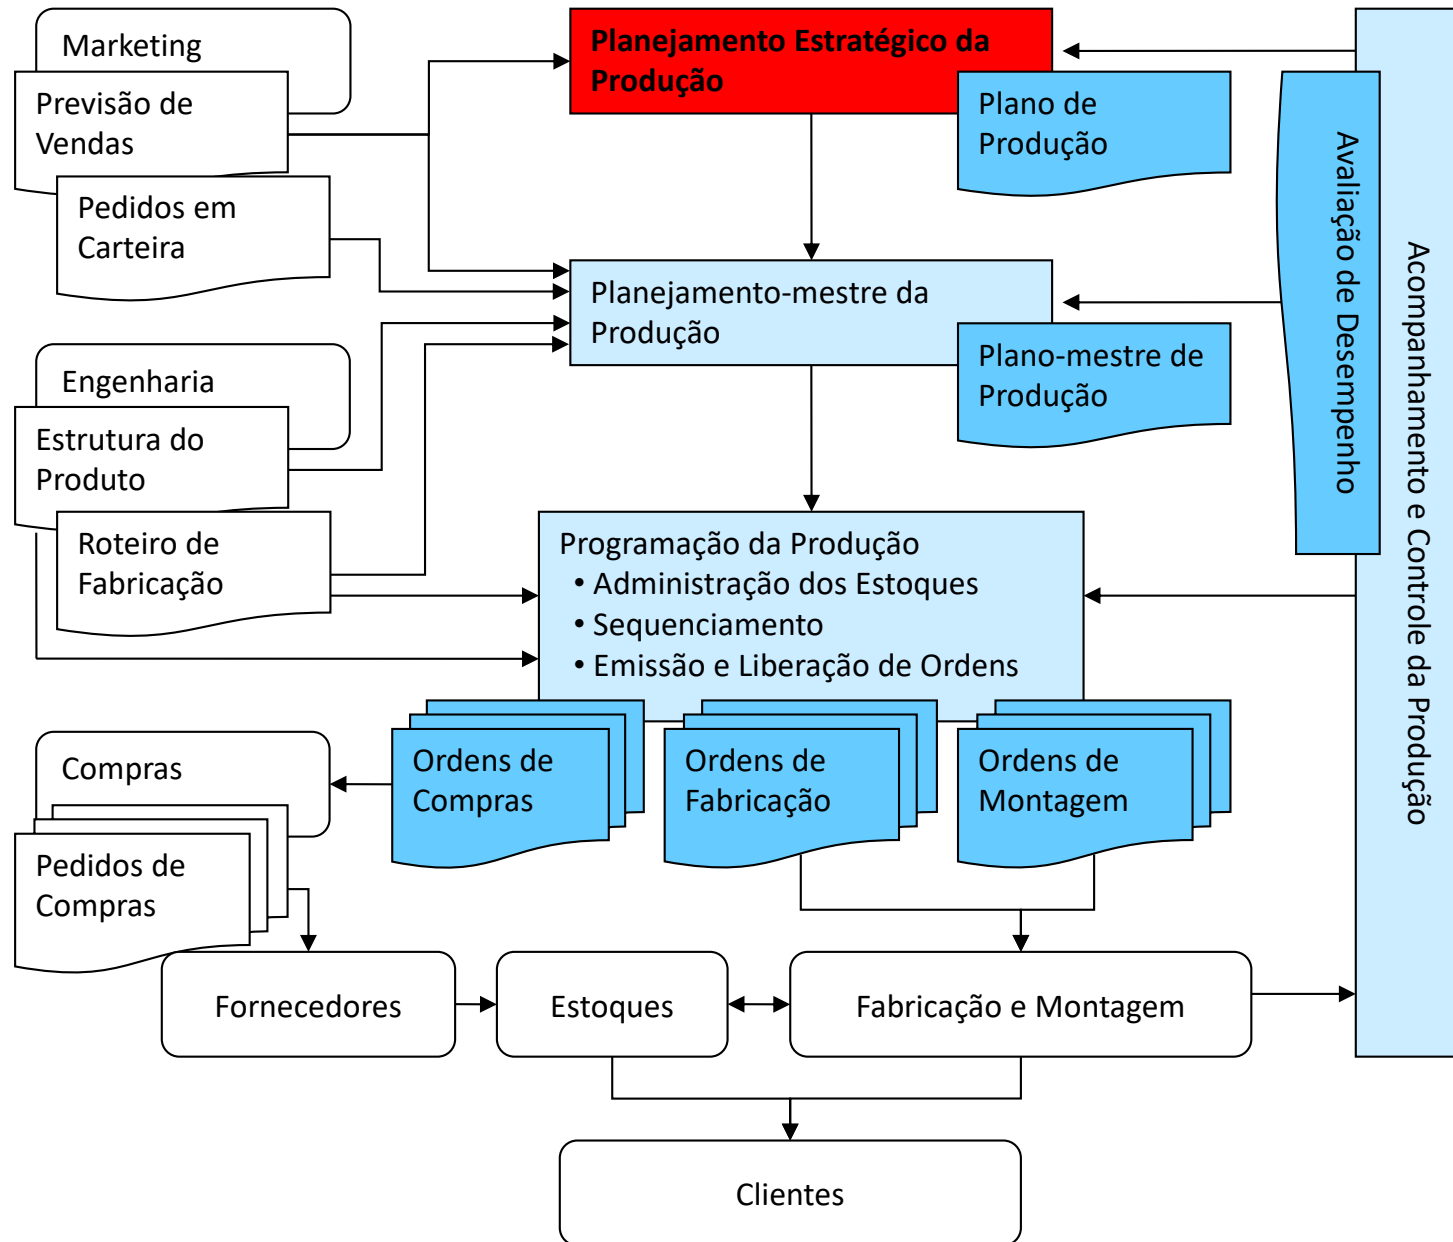 Marketing
Previsão de
Vendas
Pedidos em
Carteira
Planejamento Estratégico da
Produção
Plano de
Produção
Planejamento-mestre da
Produção
Plano-mestre de
Produção
Avaliação de Desempenho
Acompanhamento e Controle da Produção
Engenharia
Estrutura do
Produto
Roteiro de
Fabricação
Programação da Produção
• Administração dos Estoques
• Sequenciamento
• Emissão e Liberação de Ordens
Ordens de
Compras
Ordens de
Fabricação
Ordens de
Montagem
Compras
Pedidos de
Compras
Fornecedores
Estoques
Fabricação e Montagem
Clientes